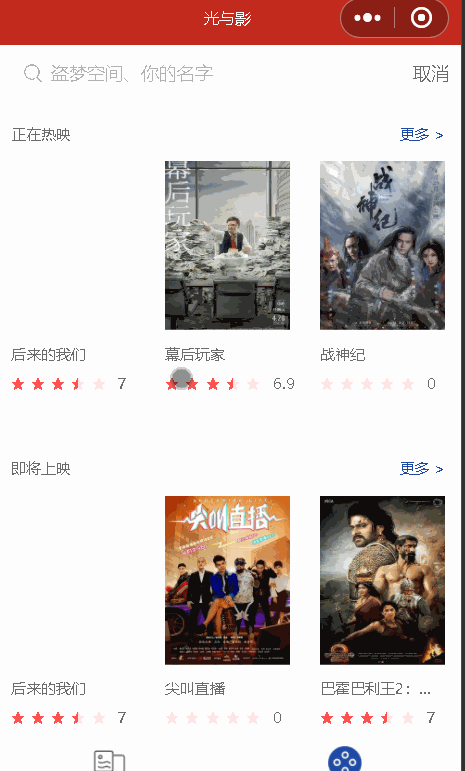 光与影
盗梦空间、你的名字
取消
正在热映
更多 >
幕后玩家
战神纪
后来的我们
幕后玩家
战神纪
7
6.9
0
即将上映
更多 >
尖叫直播
后来的我们
尖叫直播
巴霍巴利王2：...
7
0
7